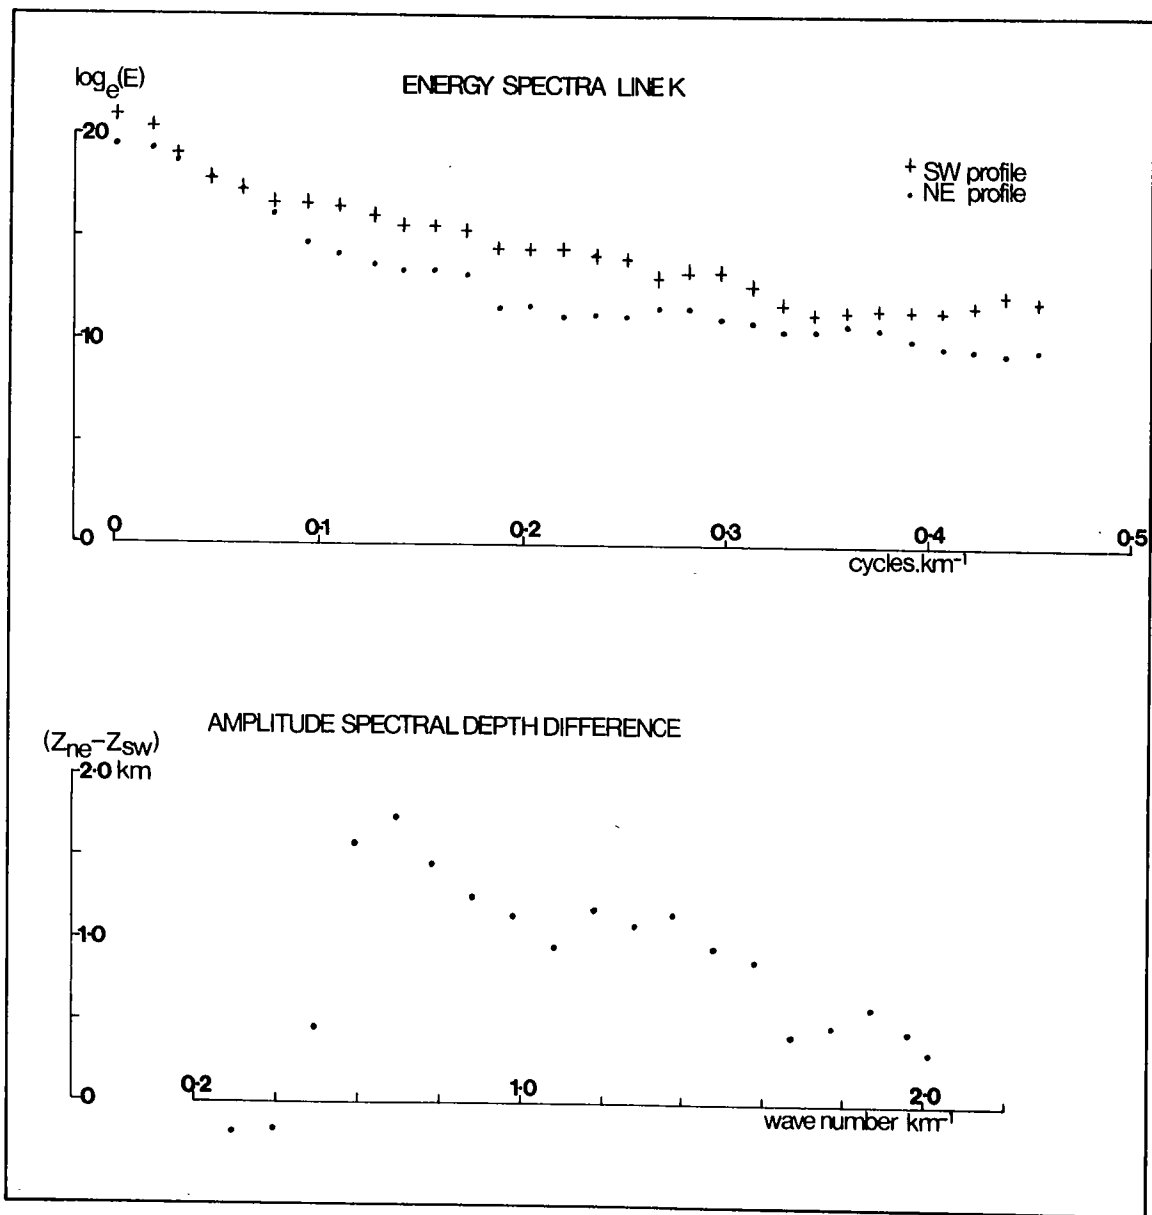 logₑ(E)
ENERGY SPECTRA LINE K
20
+ SW profile
. NE profile
10
0
0 0·1 0·2 0·3 0·4 0·5
cycles.km⁻¹
AMPLITUDE SPECTRAL DEPTH DIFFERENCE
(Zne−Zsw)
2·0 km
1·0
0
0·2 1·0 2·0
wave number km⁻¹